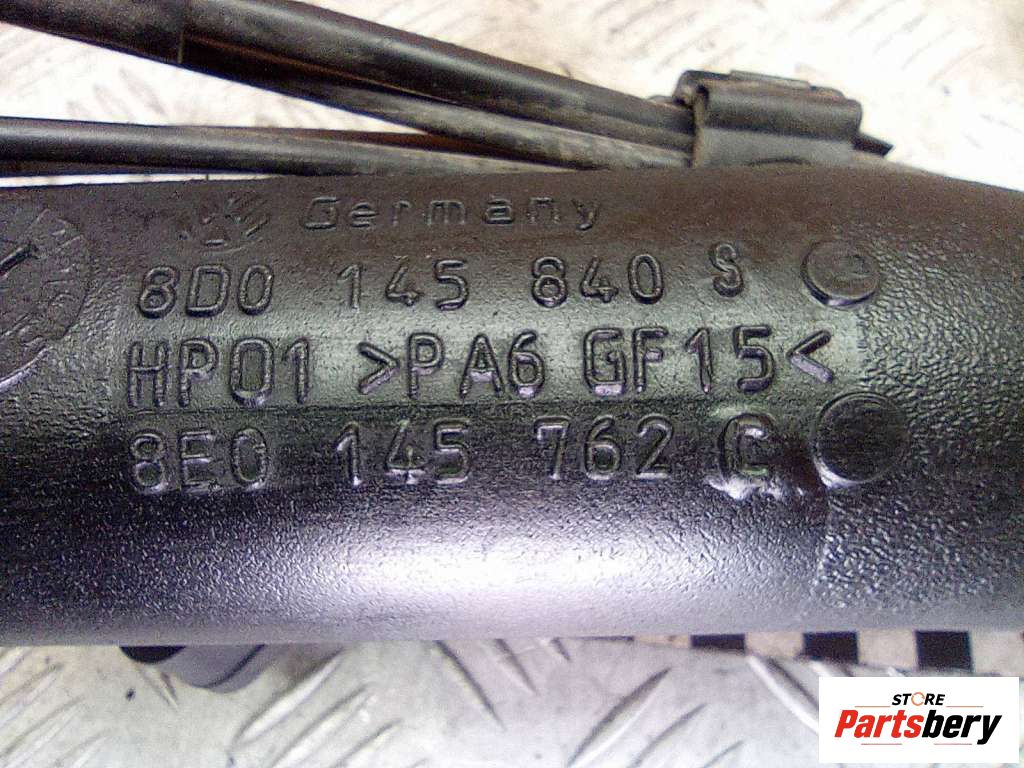 Germany
8D0 145 840 S
HP01 >PA6 GF15<
8E0 145 762 C
STORE
Partsbery